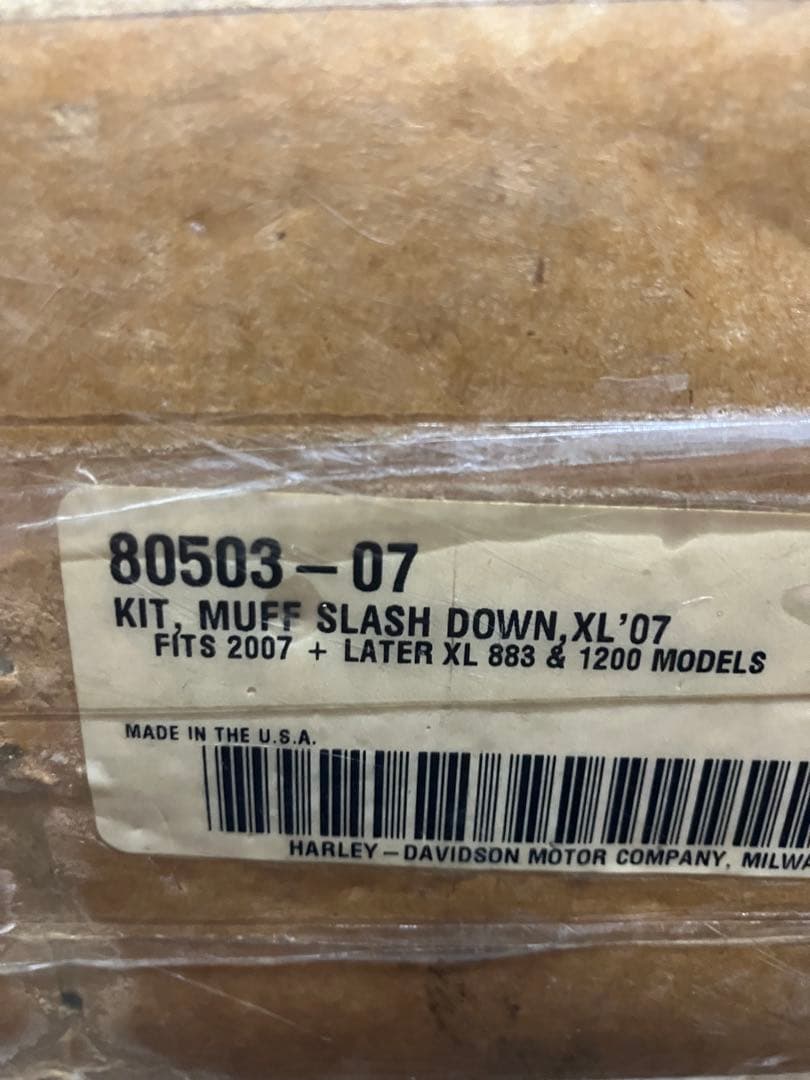 80503-07
KIT, MUFF SLASH DOWN,XL'07
FITS 2007 + LATER XL 883 & 1200 MODELS
MADE IN THE U.S.A.
HARLEY-DAVIDSON MOTOR COMPANY, MILWA